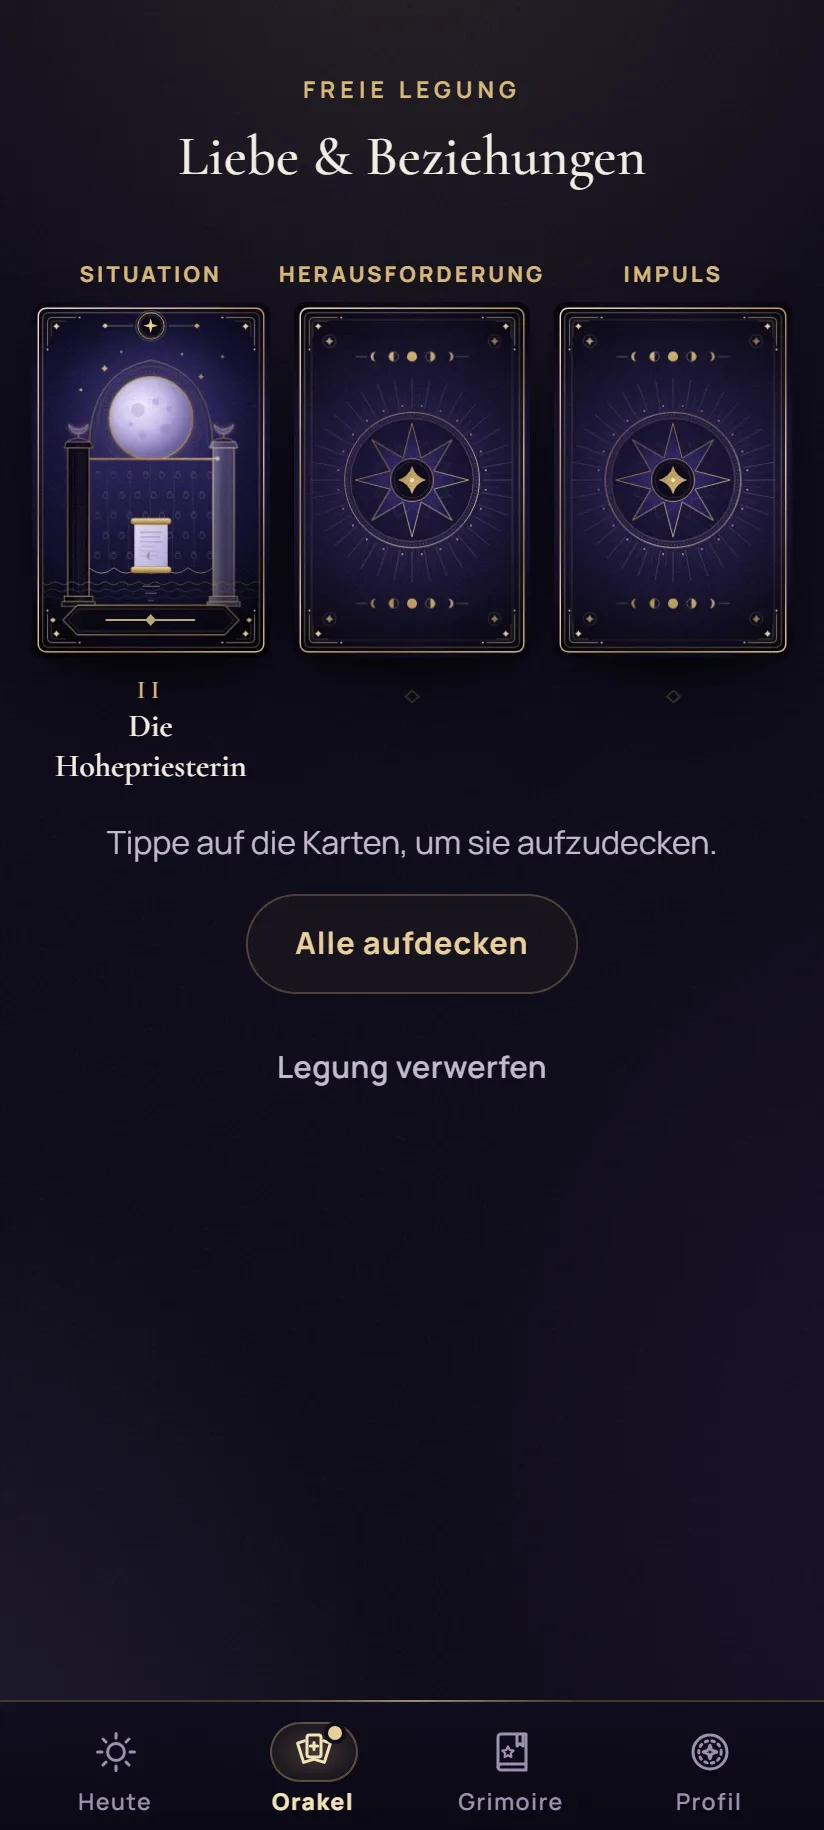 FREIE LEGUNG
Liebe & Beziehungen
SITUATION
HERAUSFORDERUNG
IMPULS
II
Die
Hohepriesterin
Tippe auf die Karten, um sie aufzudecken.
Alle aufdecken
Legung verwerfen
Heute
Orakel
Grimoire
Profil